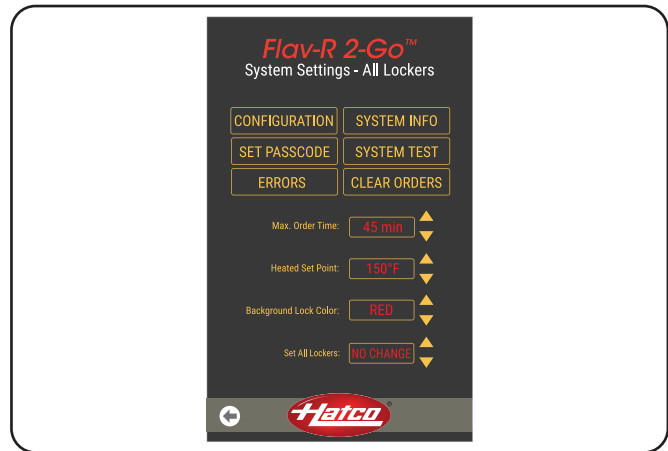 Flav-R 2-Go™
System Settings - All Lockers
CONFIGURATION SYSTEM INFO
SET PASSCODE SYSTEM TEST
ERRORS CLEAR ORDERS
Max. Order Time: 45 min
Heated Set Point: 150°F
Background Lock Color: RED
Set All Lockers: NO CHANGE
Hatco®